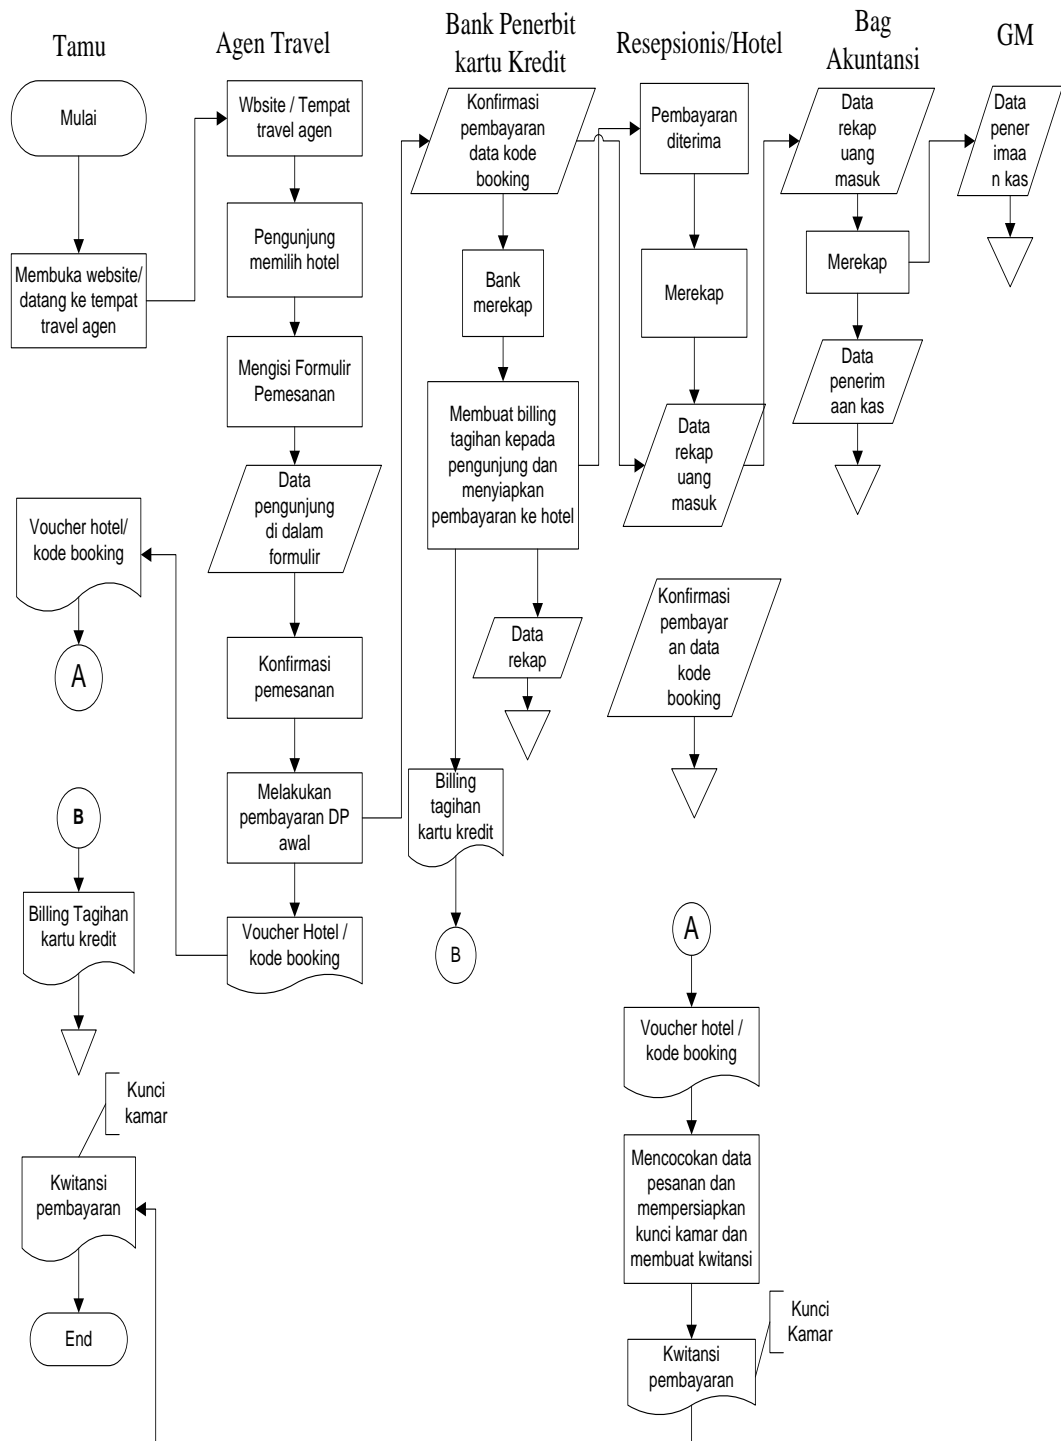 Tamu
Agen Travel
Bank Penerbit
kartu Kredit
Resepsionis/Hotel
Bag
Akuntansi
GM
Mulai
Membuka website/
datang ke tempat
travel agen
Voucher hotel/
kode booking
A
B
Billing Tagihan
kartu kredit
Kunci
kamar
Kwitansi
pembayaran
End
Wbsite / Tempat
travel agen
Pengunjung
memilih hotel
Mengisi Formulir
Pemesanan
Data
pengunjung
di dalam
formulir
Konfirmasi
pemesanan
Melakukan
pembayaran DP
awal
Voucher Hotel /
kode booking
Konfirmasi
pembayaran
data kode
booking
Bank
merekap
Membuat billing
tagihan kepada
pengunjung dan
menyiapkan
pembayaran ke hotel
Data
rekap
Billing
tagihan
kartu kredit
B
Pembayaran
diterima
Merekap
Data
rekap
uang
masuk
Konfirmasi
pembayar
an data
kode
booking
A
Voucher hotel /
kode booking
Mencocokan data
pesanan dan
mempersiapkan
kunci kamar dan
membuat kwitansi
Kunci
Kamar
Kwitansi
pembayaran
Data
rekap
uang
masuk
Merekap
Data
penerim
aan kas
Data
pener
imaa
n kas